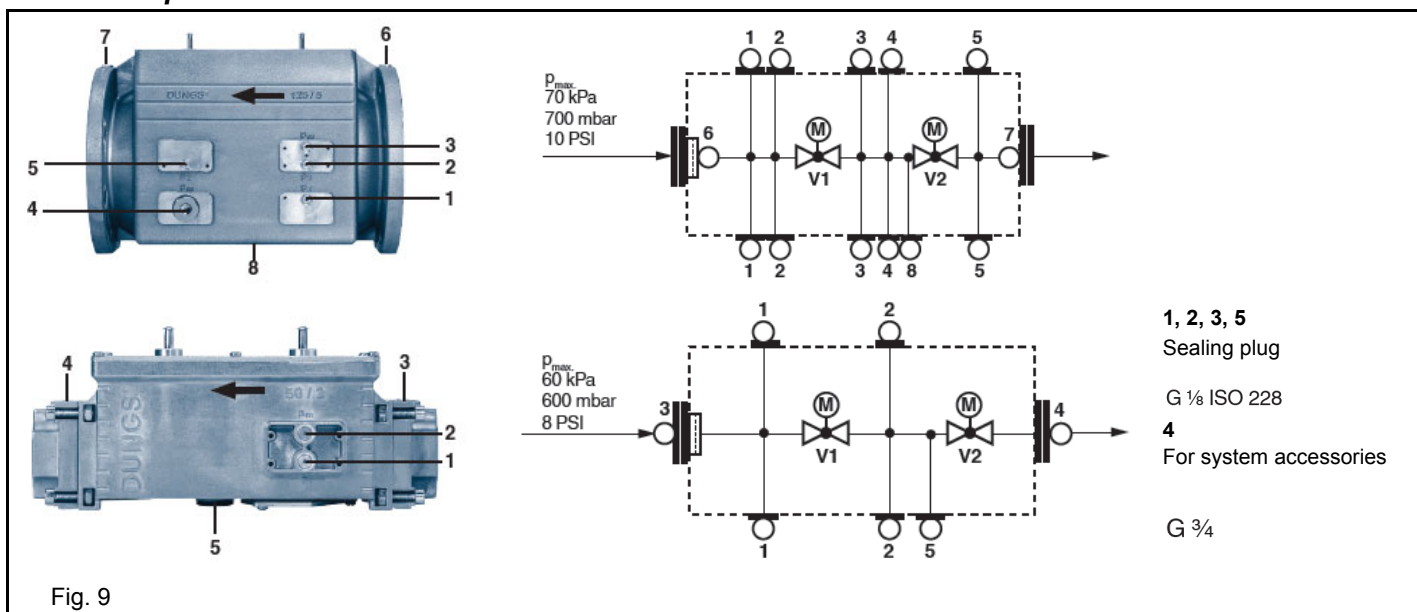 7
6
DUNGS
3
2
5
4
1
8
1 2 3 4 5
pmax.
70 kPa
700 mbar
10 PSI
6
M
M
7
V1
V2
1 2 3 4 8 5
4
3
DUNGS
50 / 2
2
1
5
1 2
pmax.
60 kPa
600 mbar
8 PSI
3
M
M
4
V1
V2
1 2 5
1, 2, 3, 5
Sealing plug
G ⅛ ISO 228
4
For system accessories
G ¾
Fig. 9